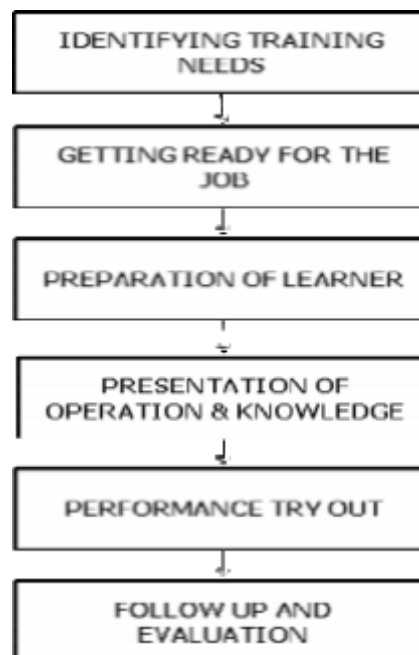 IDENTIFYING TRAINING
NEEDS
GETTING READY FOR THE
JOB
PREPARATION OF LEARNER
PRESENTATION OF
OPERATION & KNOWLEDGE
PERFORMANCE TRY OUT
FOLLOW UP AND
EVALUATION